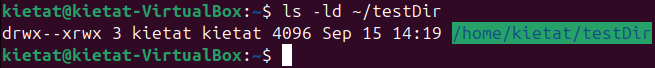 kietat@kietat-VirtualBox:~$ ls -ld ~/testDir
drwx--xrwx 3 kietat kietat 4096 Sep 15 14:19 /home/kietat/testDir
kietat@kietat-VirtualBox:~$